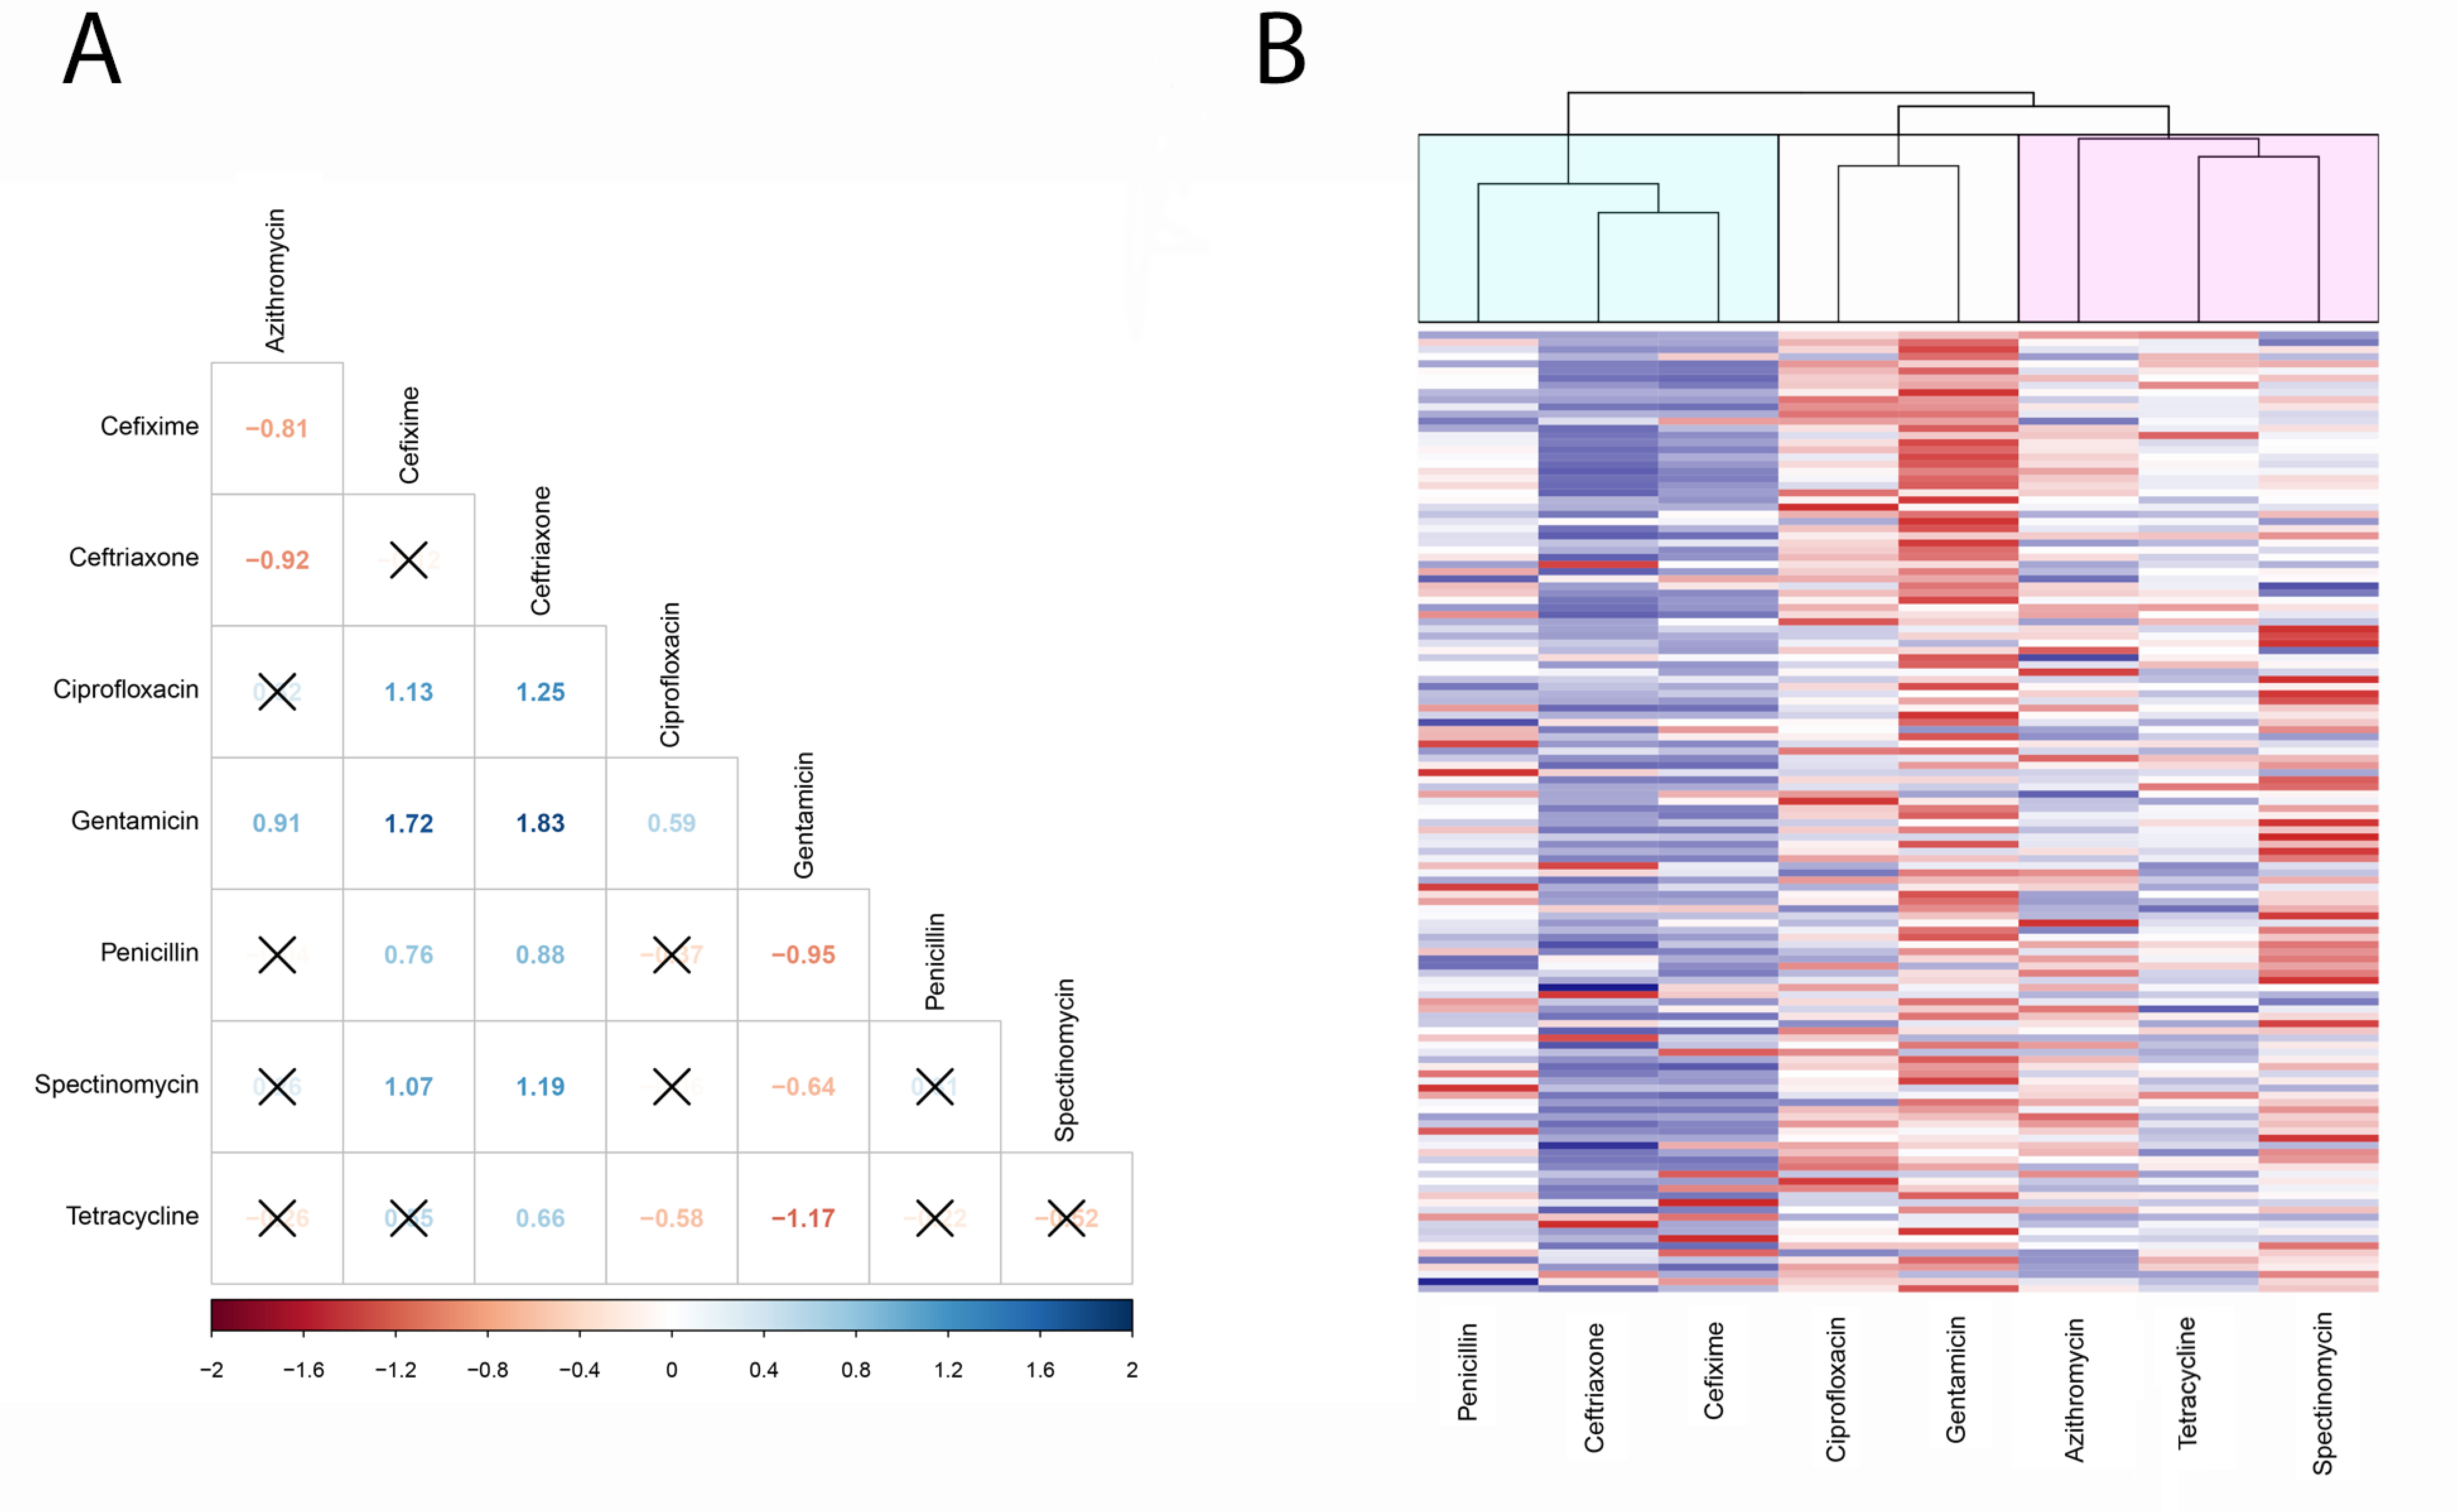 A
B
Azithromycin
Cefixime
Ceftriaxone
Ciprofloxacin
Gentamicin
Penicillin
Spectinomycin
Cefixime −0.81
Ceftriaxone −0.92
Ciprofloxacin 1.13 1.25
Gentamicin 0.91 1.72 1.83 0.59
Penicillin 0.76 0.88 −0.95
Spectinomycin 1.07 1.19 −0.64
Tetracycline 0.66 −0.58 −1.17
−2 −1.6 −1.2 −0.8 −0.4 0 0.4 0.8 1.2 1.6 2
Penicillin
Ceftriaxone
Cefixime
Ciprofloxacin
Gentamicin
Azithromycin
Tetracycline
Spectinomycin